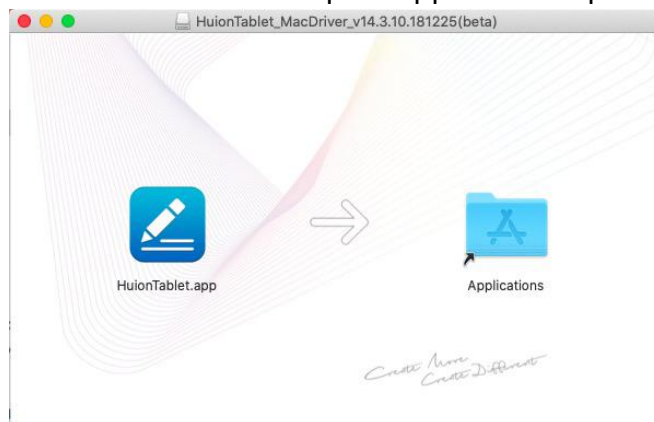 HuionTablet_MacDriver_v14.3.10.181225(beta)
HuionTablet.app
Applications
Create More
Create Different